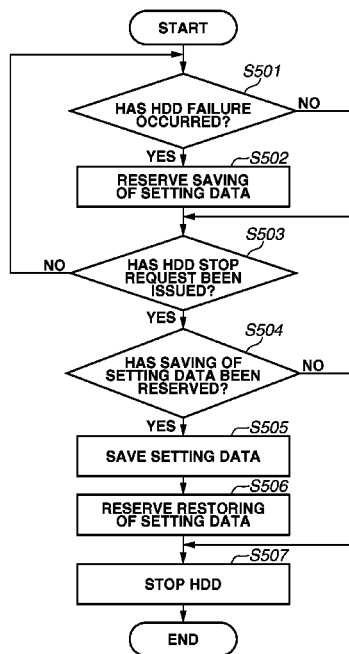 START
S501
HAS HDD FAILURE
OCCURRED?
NO
YES
S502
RESERVE SAVING
OF SETTING DATA
S503
HAS HDD STOP
REQUEST BEEN
ISSUED?
NO
YES
S504
HAS SAVING OF
SETTING DATA BEEN
RESERVED?
NO
YES
S505
SAVE SETTING DATA
S506
RESERVE RESTORING
OF SETTING DATA
S507
STOP HDD
END